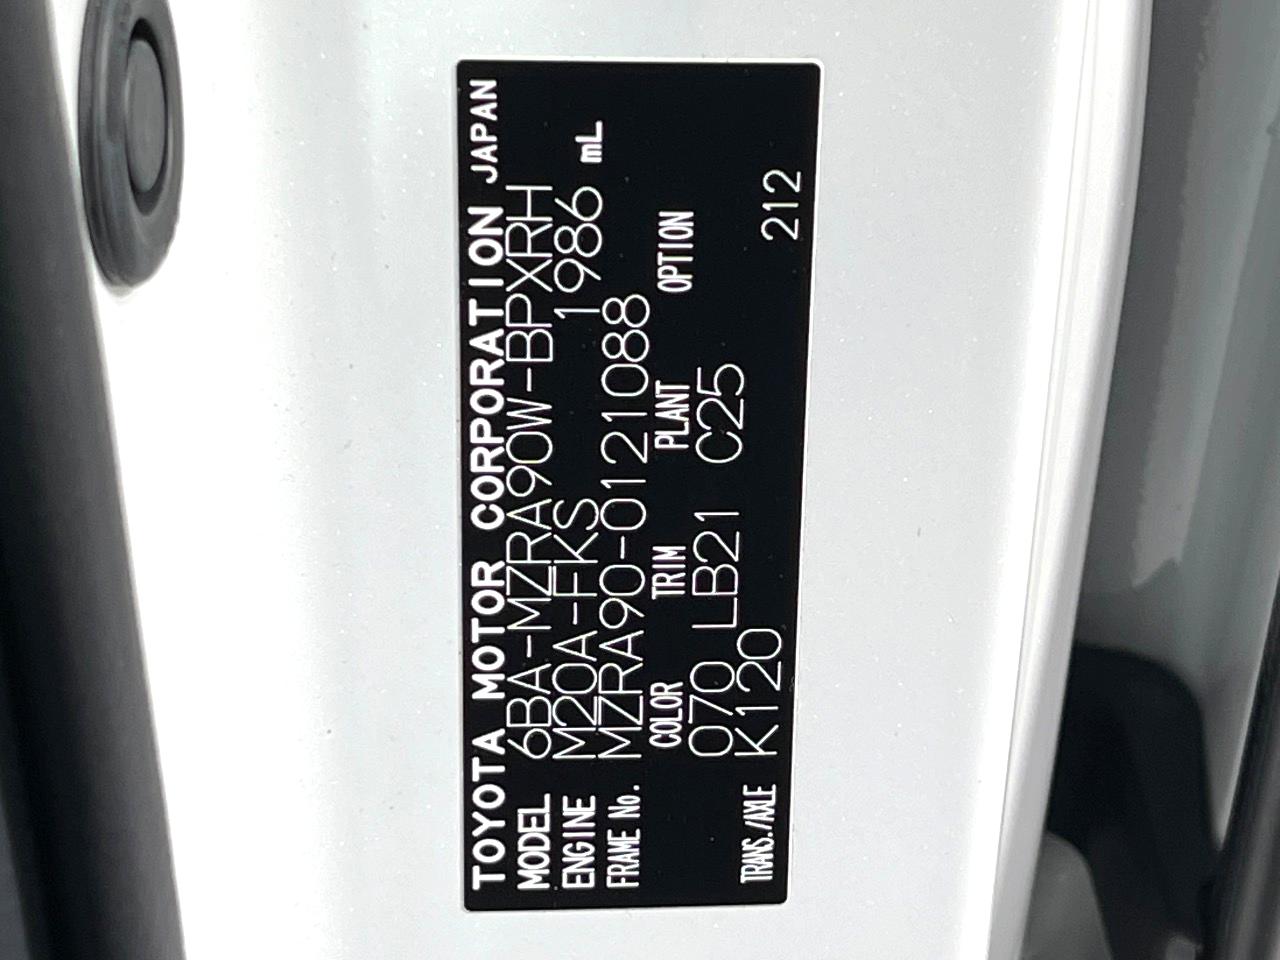 TOYOTA MOTOR CORPORATION JAPAN
MODEL 6BA-MZRA90W-BPXRH
ENGINE M20A-FKS 1986 mL
FRAME No. MZRA90-0121088
COLOR TRIM PLANT OPTION
070 LB21 C25
TRANS./AXLE K120 212